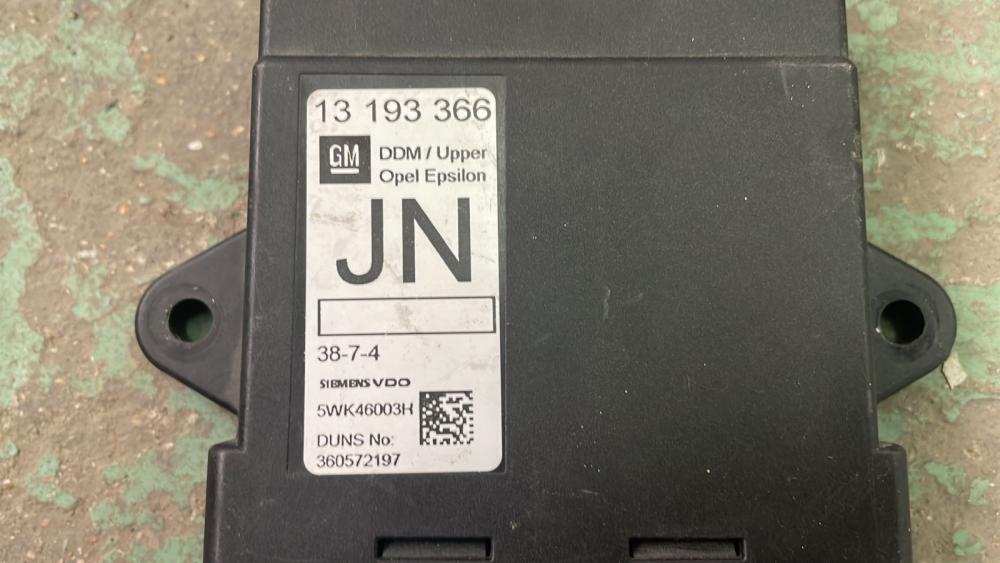 13 193 366
GM
DDM / Upper
Opel Epsilon
JN
38-7-4
SIEMENS VDO
5WK46003H
DUNS No:
360572197